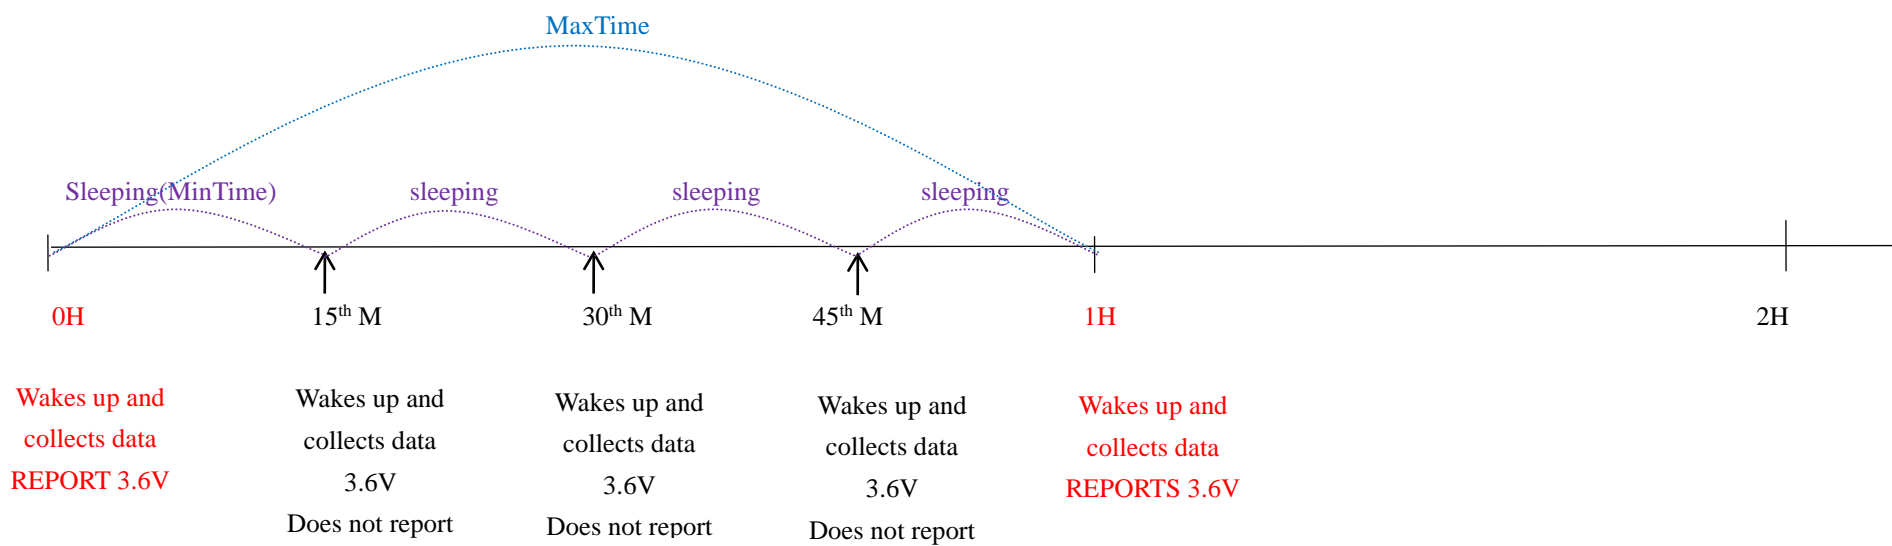 MaxTime
Sleeping(MinTime)
sleeping
sleeping
sleeping
0H
15th M
30th M
45th M
1H
2H
Wakes up and
collects data
REPORT 3.6V
Wakes up and
collects data
3.6V
Does not report
Wakes up and
collects data
3.6V
Does not report
Wakes up and
collects data
3.6V
Does not report
Wakes up and
collects data
REPORTS 3.6V